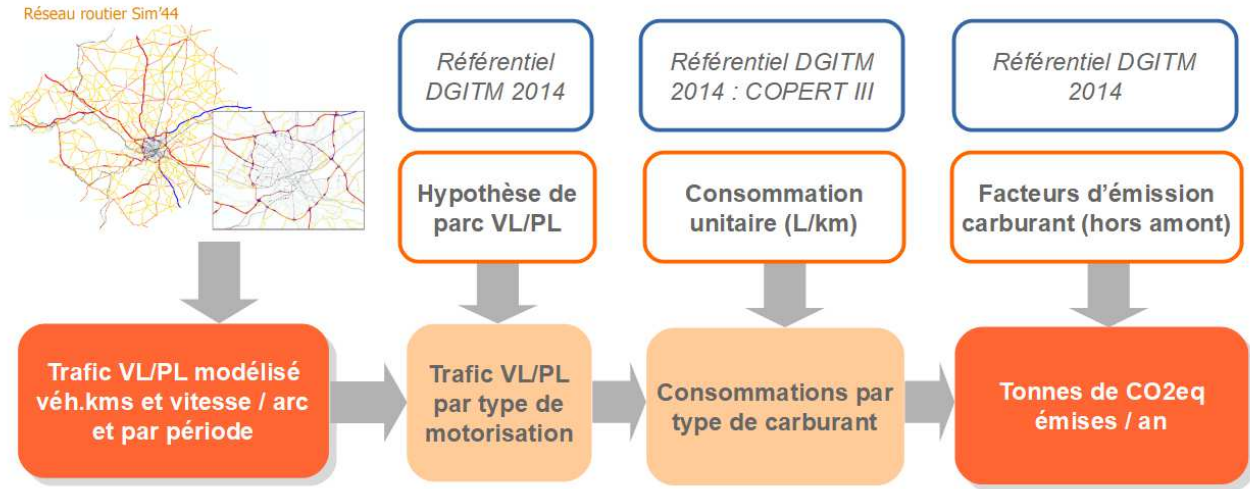 Réseau routier Sim'44
Référentiel
DGITM 2014
Référentiel DGITM
2014 : COPERT III
Référentiel DGITM
2014
Hypothèse de
parc VL/PL
Consommation
unitaire (L/km)
Facteurs d'émission
carburant (hors amont)
Trafic VL/PL modélisé
véh.kms et vitesse / arc
et par période
Trafic VL/PL
par type de
motorisation
Consommations par
type de carburant
Tonnes de CO2eq
émises / an